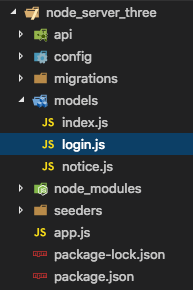 node_server_three
api
config
migrations
models
JS index.js
JS login.js
JS notice.js
node_modules
seeders
JS app.js
package-lock.json
package.json